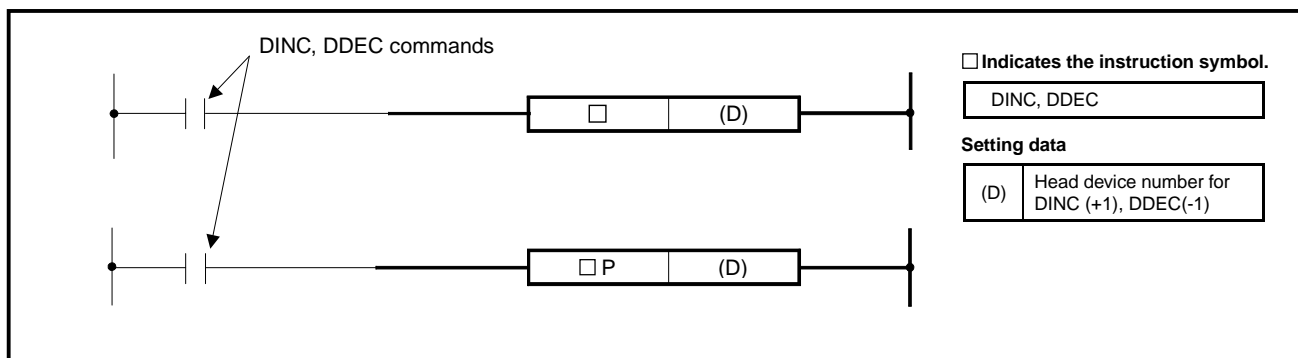 DINC, DDEC commands
□ (D)
□ P (D)
□ Indicates the instruction symbol.
DINC, DDEC
Setting data
(D) Head device number for
DINC (+1), DDEC(-1)